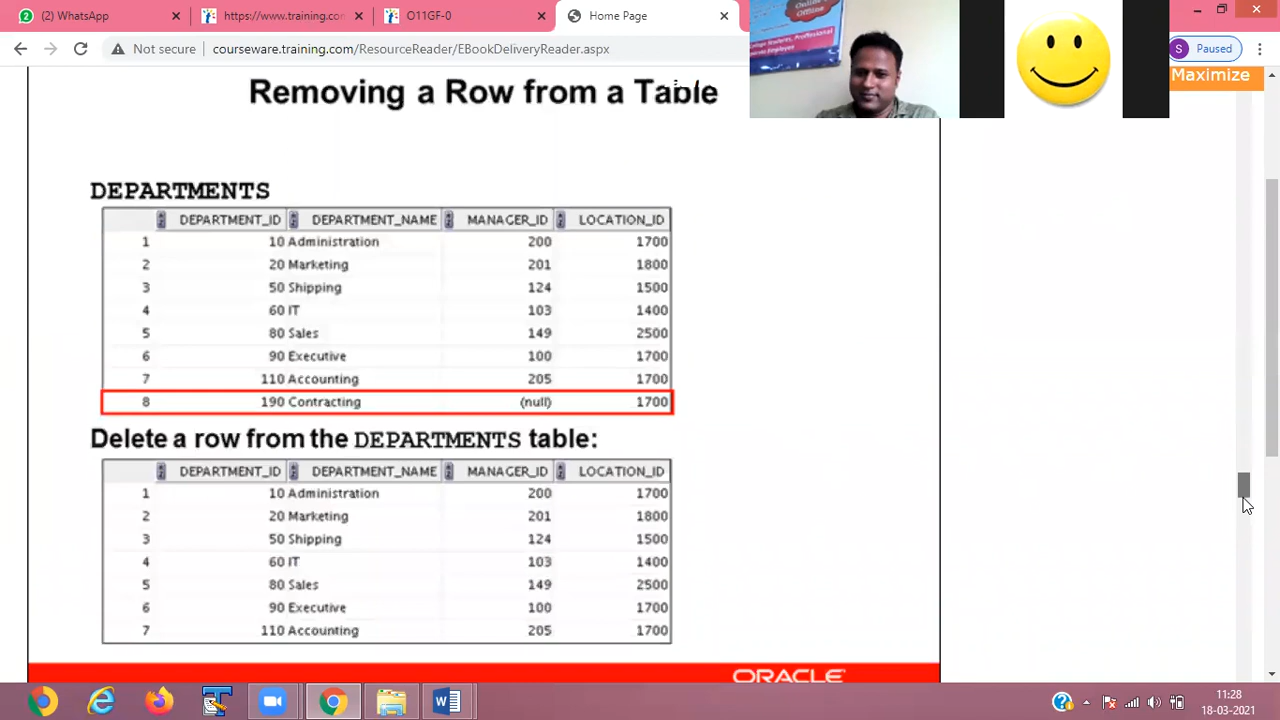 (2) WhatsApp
https://www.training.con
O11GF-0
Home Page
Not secure
courseware.training.com/ResourceReader/EBookDeliveryReader.aspx
S
Paused
Maximize
Removing a Row from a Table
DEPARTMENTS
DEPARTMENT_ID DEPARTMENT_NAME MANAGER_ID LOCATION_ID
1 10 Administration 200 1700
2 20 Marketing 201 1800
3 50 Shipping 124 1500
4 60 IT 103 1400
5 80 Sales 149 2500
6 90 Executive 100 1700
7 110 Accounting 205 1700
8 190 Contracting (null) 1700
Delete a row from the DEPARTMENTS table:
DEPARTMENT_ID DEPARTMENT_NAME MANAGER_ID LOCATION_ID
1 10 Administration 200 1700
2 20 Marketing 201 1800
3 50 Shipping 124 1500
4 60 IT 103 1400
5 80 Sales 149 2500
6 90 Executive 100 1700
7 110 Accounting 205 1700
ORACLE
11:28
18-03-2021